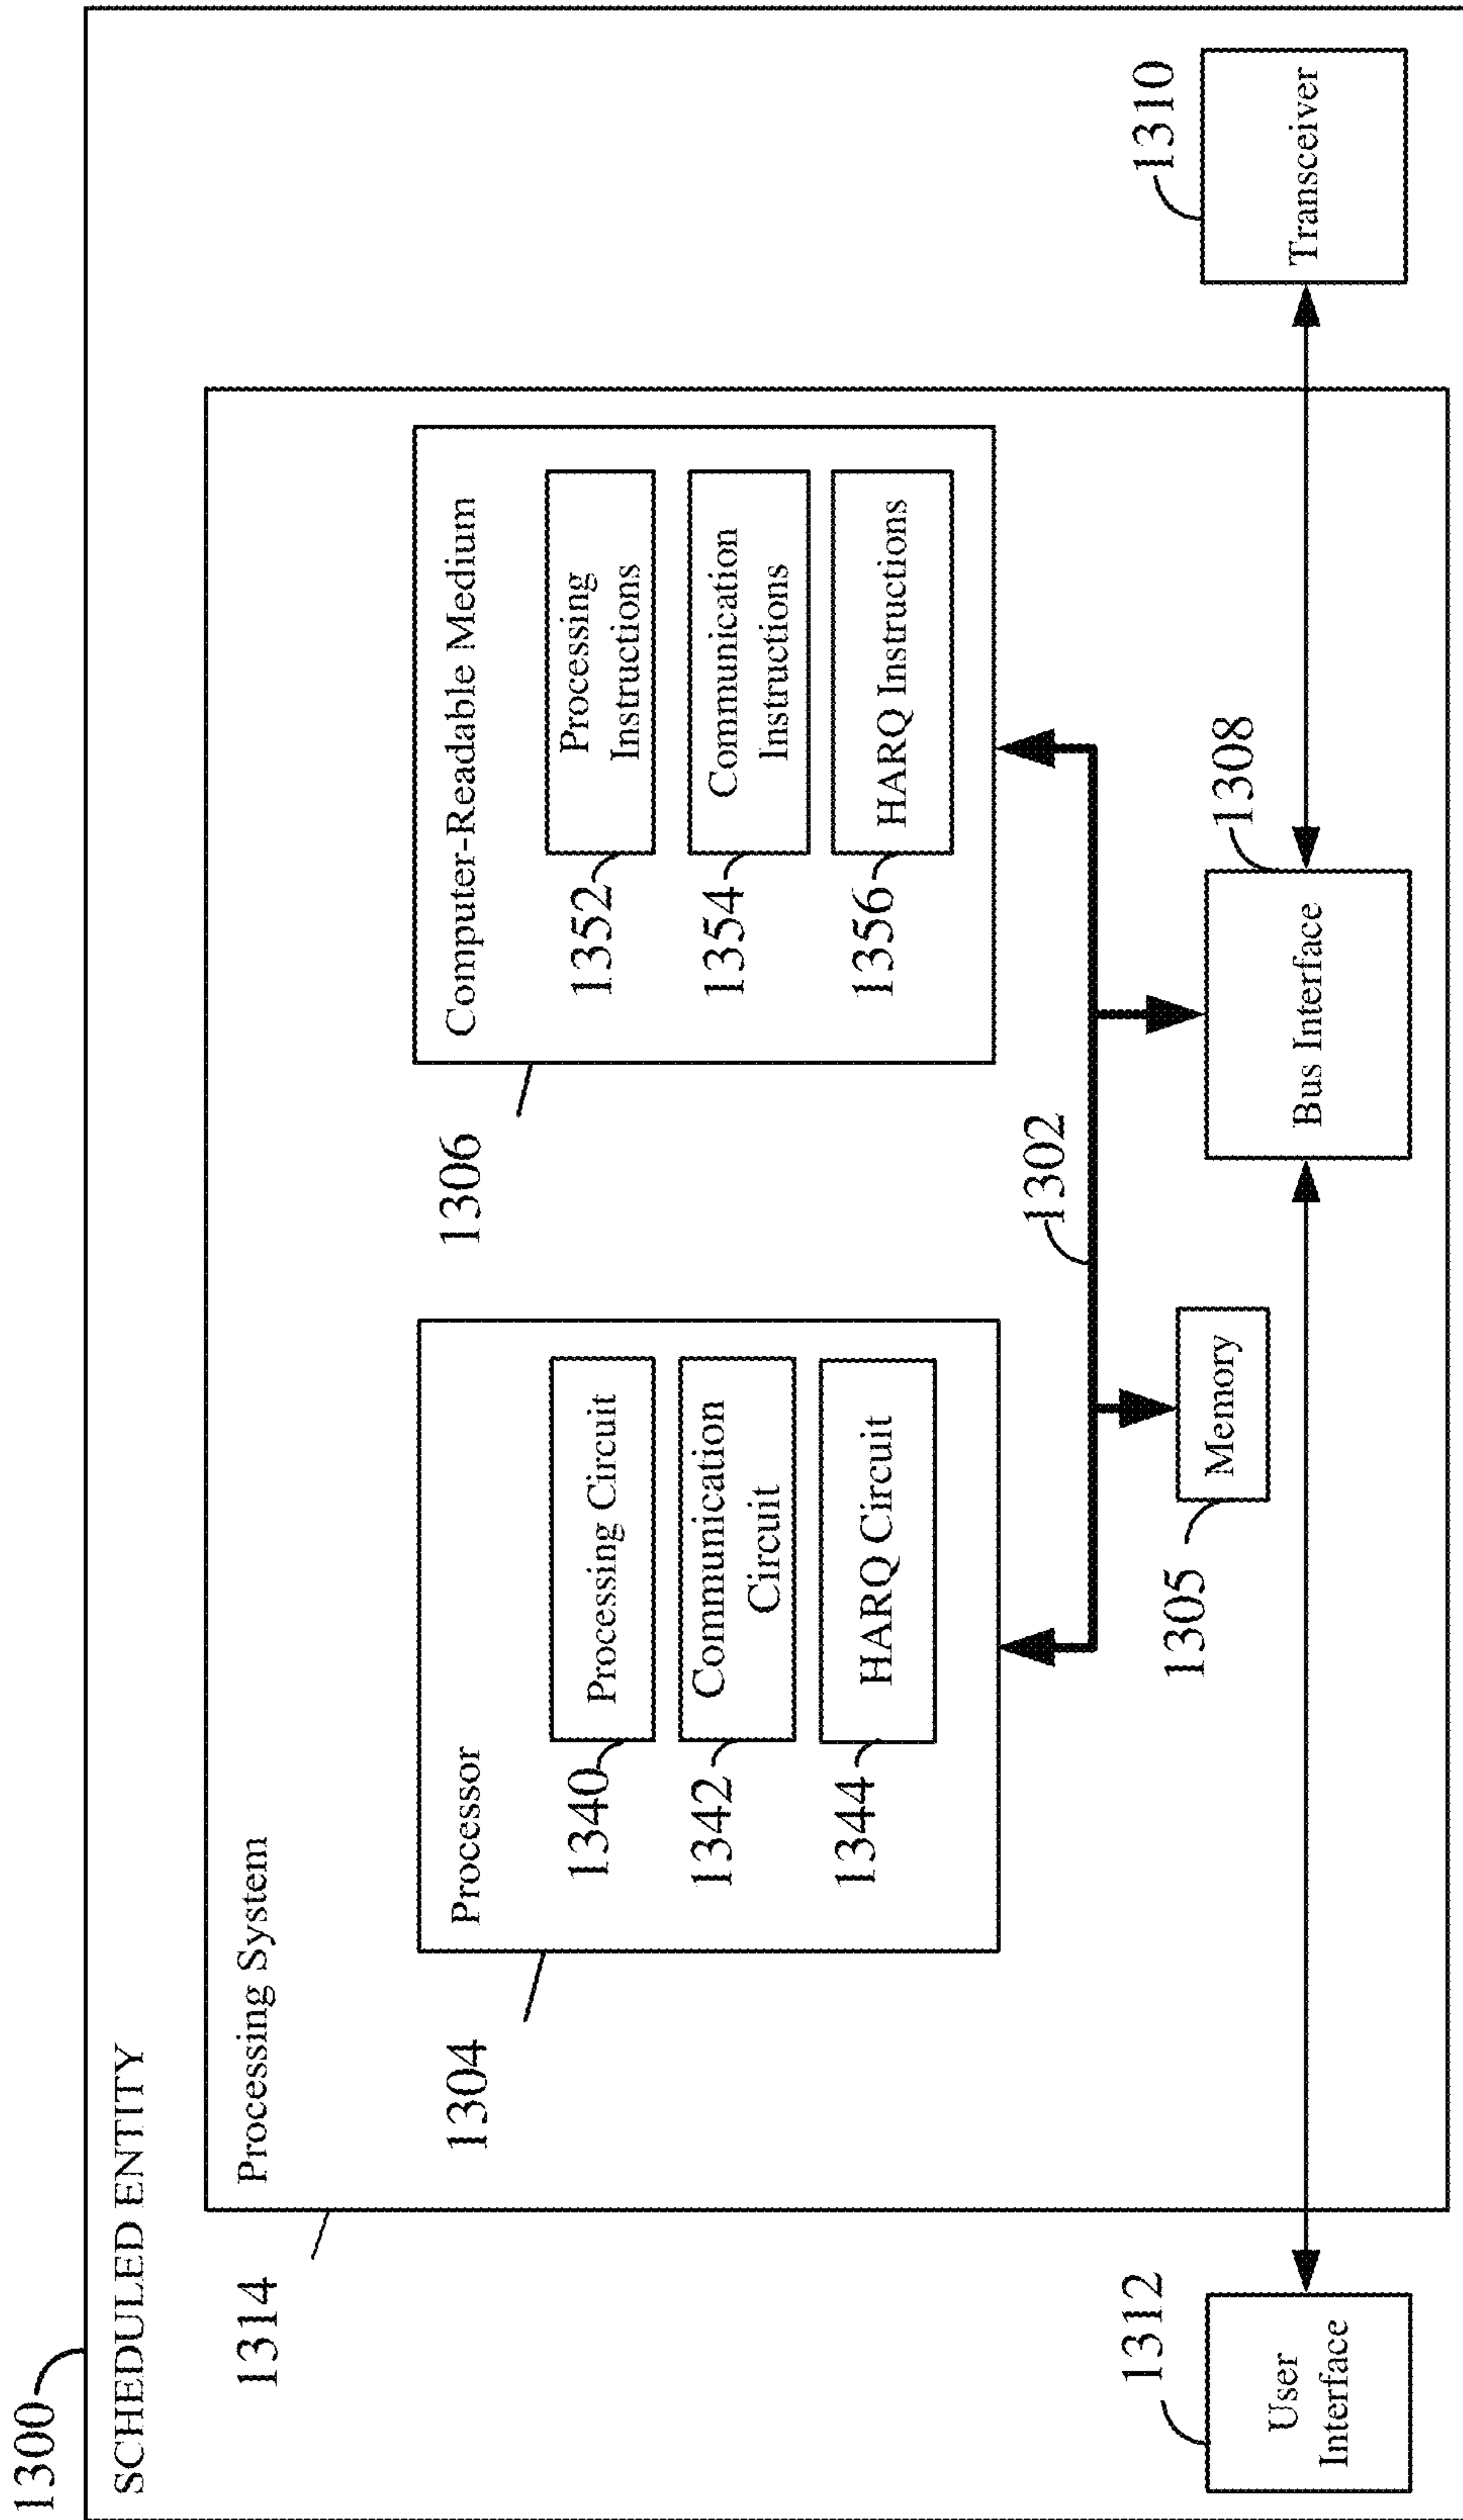 1300
SCHEDULED ENTITY
1314
Processing System
1304
Processor
1340
Processing Circuit
1342
Communication
Circuit
1344
HARQ Circuit
1306
Computer-Readable Medium
1352
Processing
Instructions
1354
Communication
Instructions
1356
HARQ Instructions
1302
1305
Memory
1312
User
Interface
1308
Bus Interface
1310
Transceiver